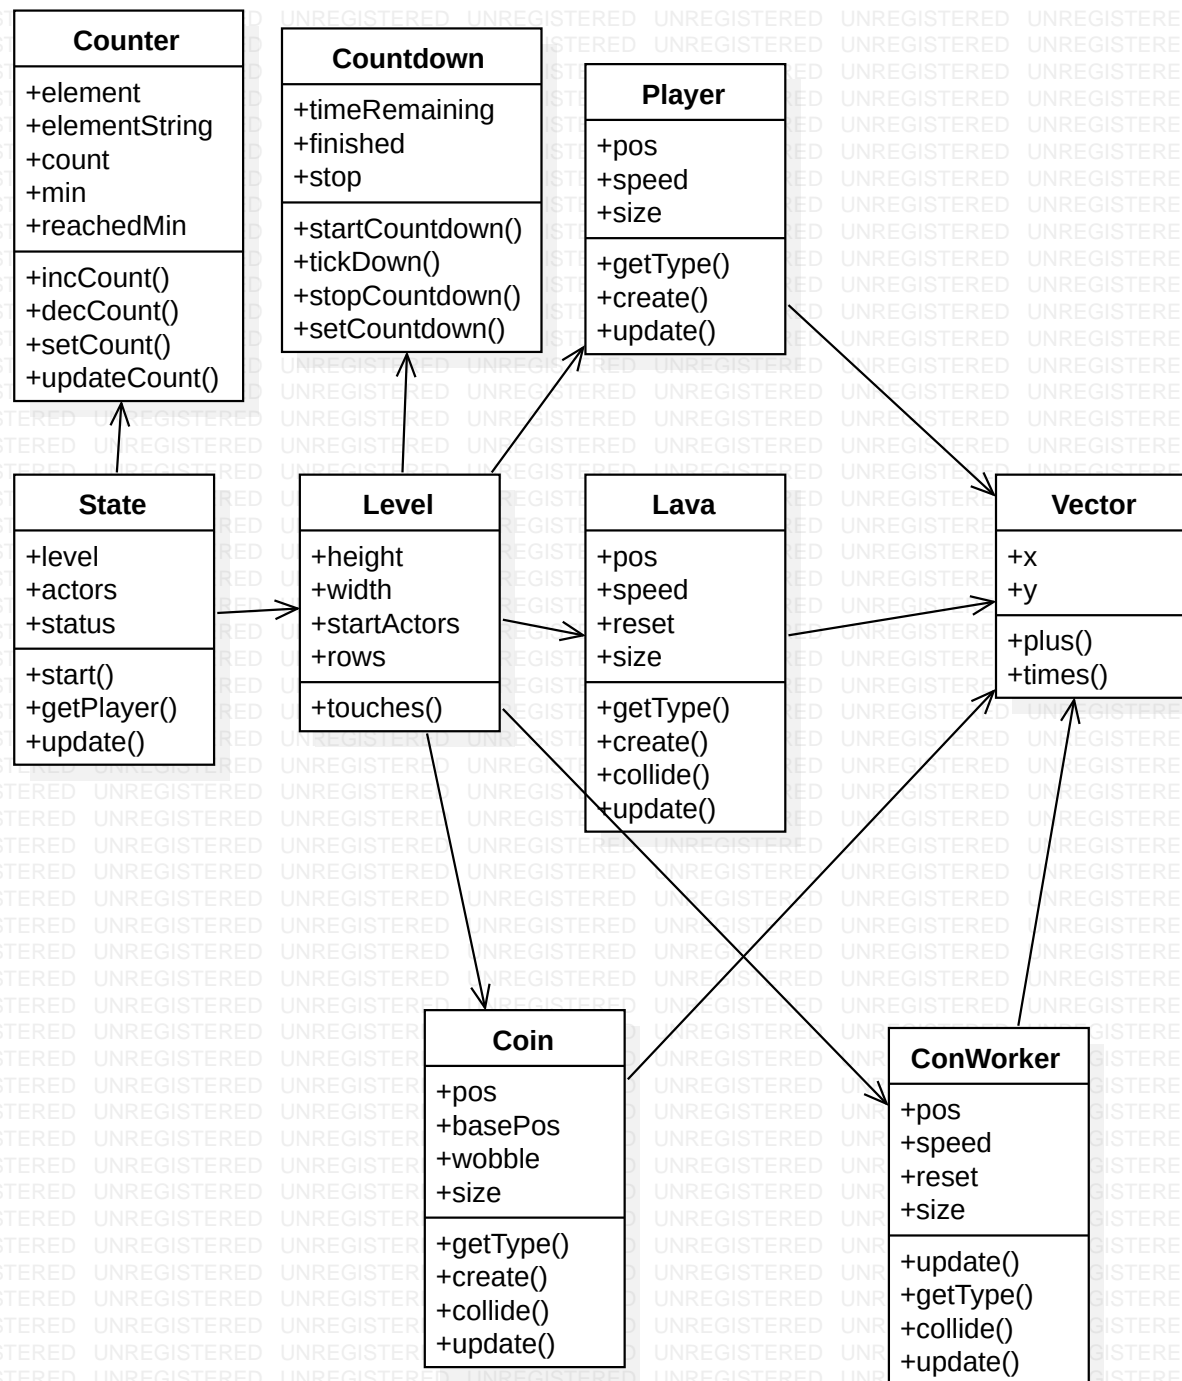 Counter
+element
+elementString
+count
+min
+reachedMin
+incCount()
+decCount()
+setCount()
+updateCount()
Countdown
+timeRemaining
+finished
+stop
+startCountdown()
+tickDown()
+stopCountdown()
+setCountdown()
Player
+pos
+speed
+size
+getType()
+create()
+update()
State
+level
+actors
+status
+start()
+getPlayer()
+update()
Level
+height
+width
+startActors
+rows
+touches()
Lava
+pos
+speed
+reset
+size
+getType()
+create()
+collide()
+update()
Vector
+x
+y
+plus()
+times()
Coin
+pos
+basePos
+wobble
+size
+getType()
+create()
+collide()
+update()
ConWorker
+pos
+speed
+reset
+size
+update()
+getType()
+collide()
+update()
UNREGISTERED